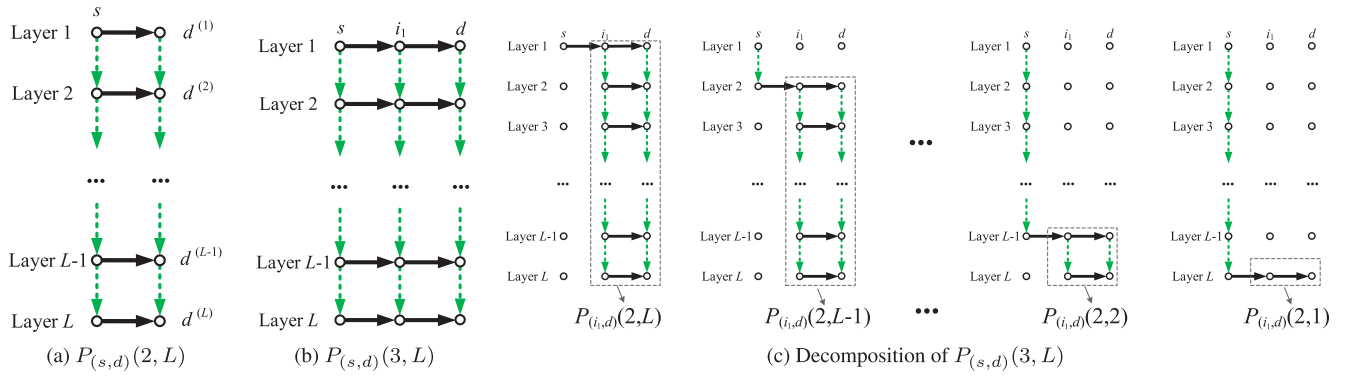 s
Layer 1
d^{(1)}
Layer 2
d^{(2)}
...
...
Layer L-1
d^{(L-1)}
Layer L
d^{(L)}
(a) P_{(s,d)}(2, L)
s i_1 d
Layer 1
Layer 2
... ... ...
Layer L-1
Layer L
(b) P_{(s,d)}(3, L)
s i_1 d
Layer 1
Layer 2
Layer 3
... ... ...
Layer L-1
Layer L
P_{(i_1,d)}(2,L)
s i_1 d
Layer 1
Layer 2
Layer 3
... ... ...
Layer L-1
Layer L
P_{(i_1,d)}(2,L-1)
...
...
s i_1 d
Layer 1
Layer 2
Layer 3
... ... ...
Layer L-1
Layer L
P_{(i_1,d)}(2,2)
s i_1 d
Layer 1
Layer 2
Layer 3
... ... ...
Layer L-1
Layer L
P_{(i_1,d)}(2,1)
(c) Decomposition of P_{(s,d)}(3, L)